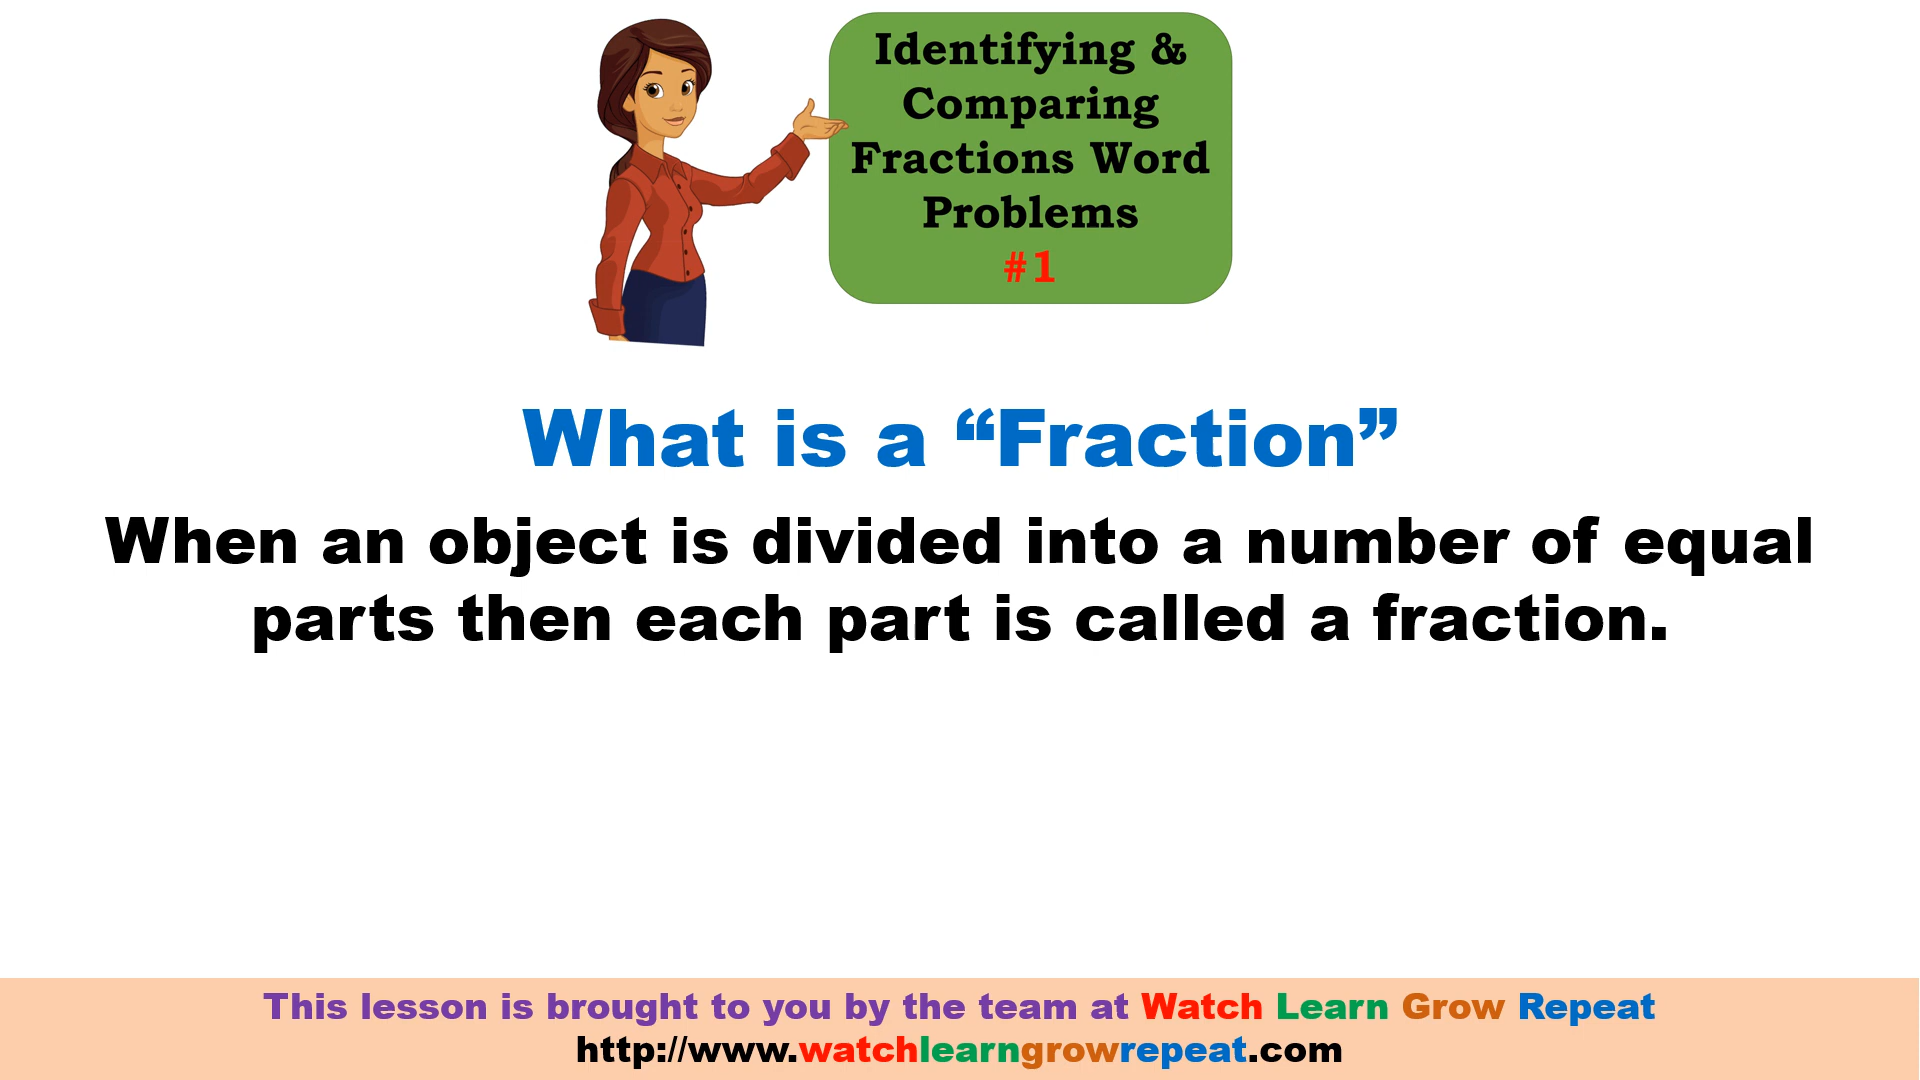 Identifying &
Comparing
Fractions Word
Problems
#1
What is a “Fraction”
When an object is divided into a number of equal
parts then each part is called a fraction.
This lesson is brought to you by the team at Watch Learn Grow Repeat
http://www.watchlearngrowrepeat.com